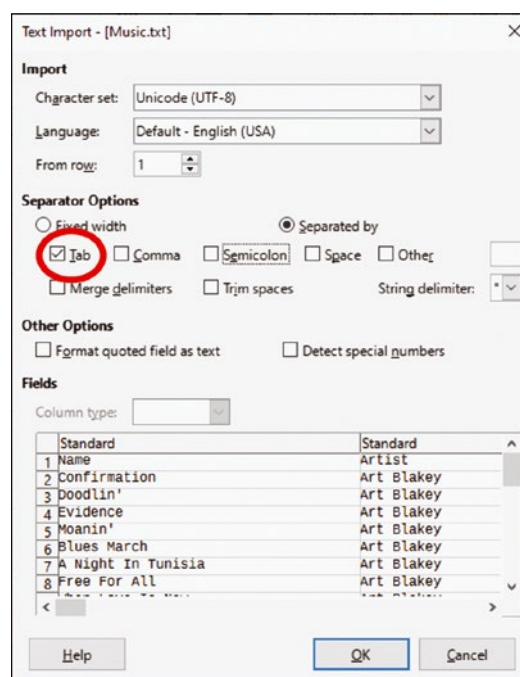 Text Import - [Music.txt]
Import
Character set: Unicode (UTF-8)
Language: Default - English (USA)
From row: 1
Separator Options
Fixed width Separated by
Tab Comma Semicolon Space Other
Merge delimiters Trim spaces String delimiter: "
Other Options
Format quoted field as text Detect special numbers
Fields
Column type:
Standard Standard
1 Name Artist
2 Confirmation Art Blakey
3 Doodlin' Art Blakey
4 Evidence Art Blakey
5 Moanin' Art Blakey
6 Blues March Art Blakey
7 A Night In Tunisia Art Blakey
8 Free For All Art Blakey
Help OK Cancel